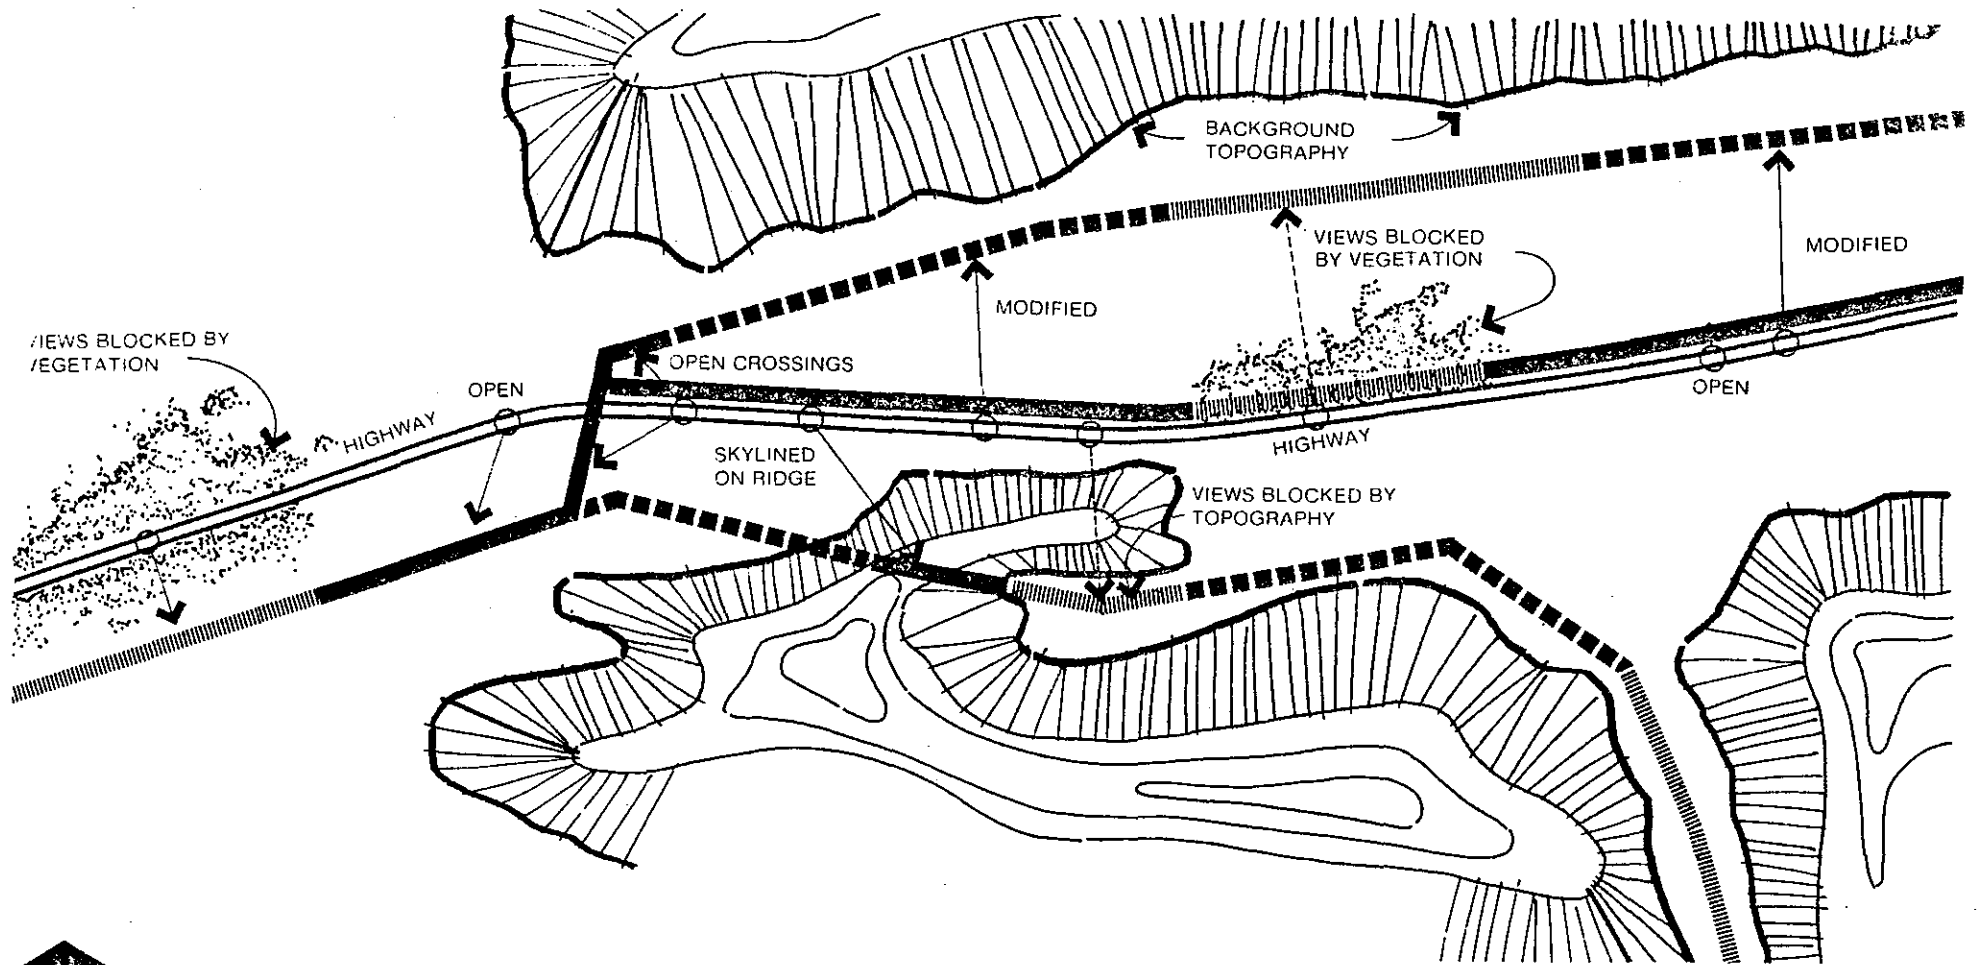 BACKGROUND
TOPOGRAPHY
VIEWS BLOCKED
BY VEGETATION
MODIFIED
MODIFIED
/IEWS BLOCKED BY
/EGETATION
OPEN CROSSINGS
OPEN
OPEN
HIGHWAY
HIGHWAY
SKYLINED
ON RIDGE
VIEWS BLOCKED BY
TOPOGRAPHY